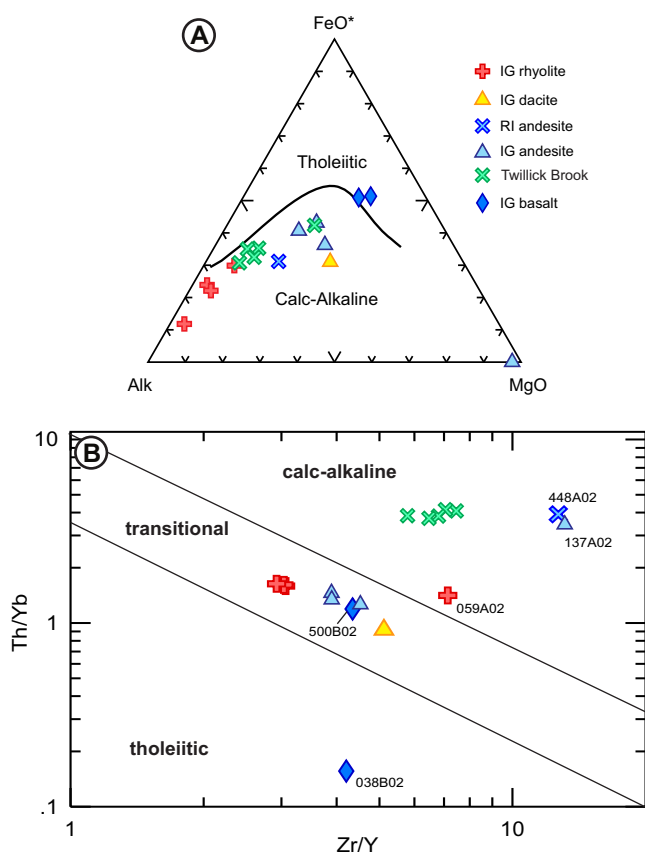 A
FeO*
IG rhyolite
IG dacite
RI andesite
IG andesite
Twillick Brook
IG basalt
Tholeiitic
Calc-Alkaline
Alk
MgO
B
10
calc-alkaline
448A02
transitional
137A02
059A02
Th/Yb
1
500B02
tholeiitic
038B02
.1
1
10
Zr/Y